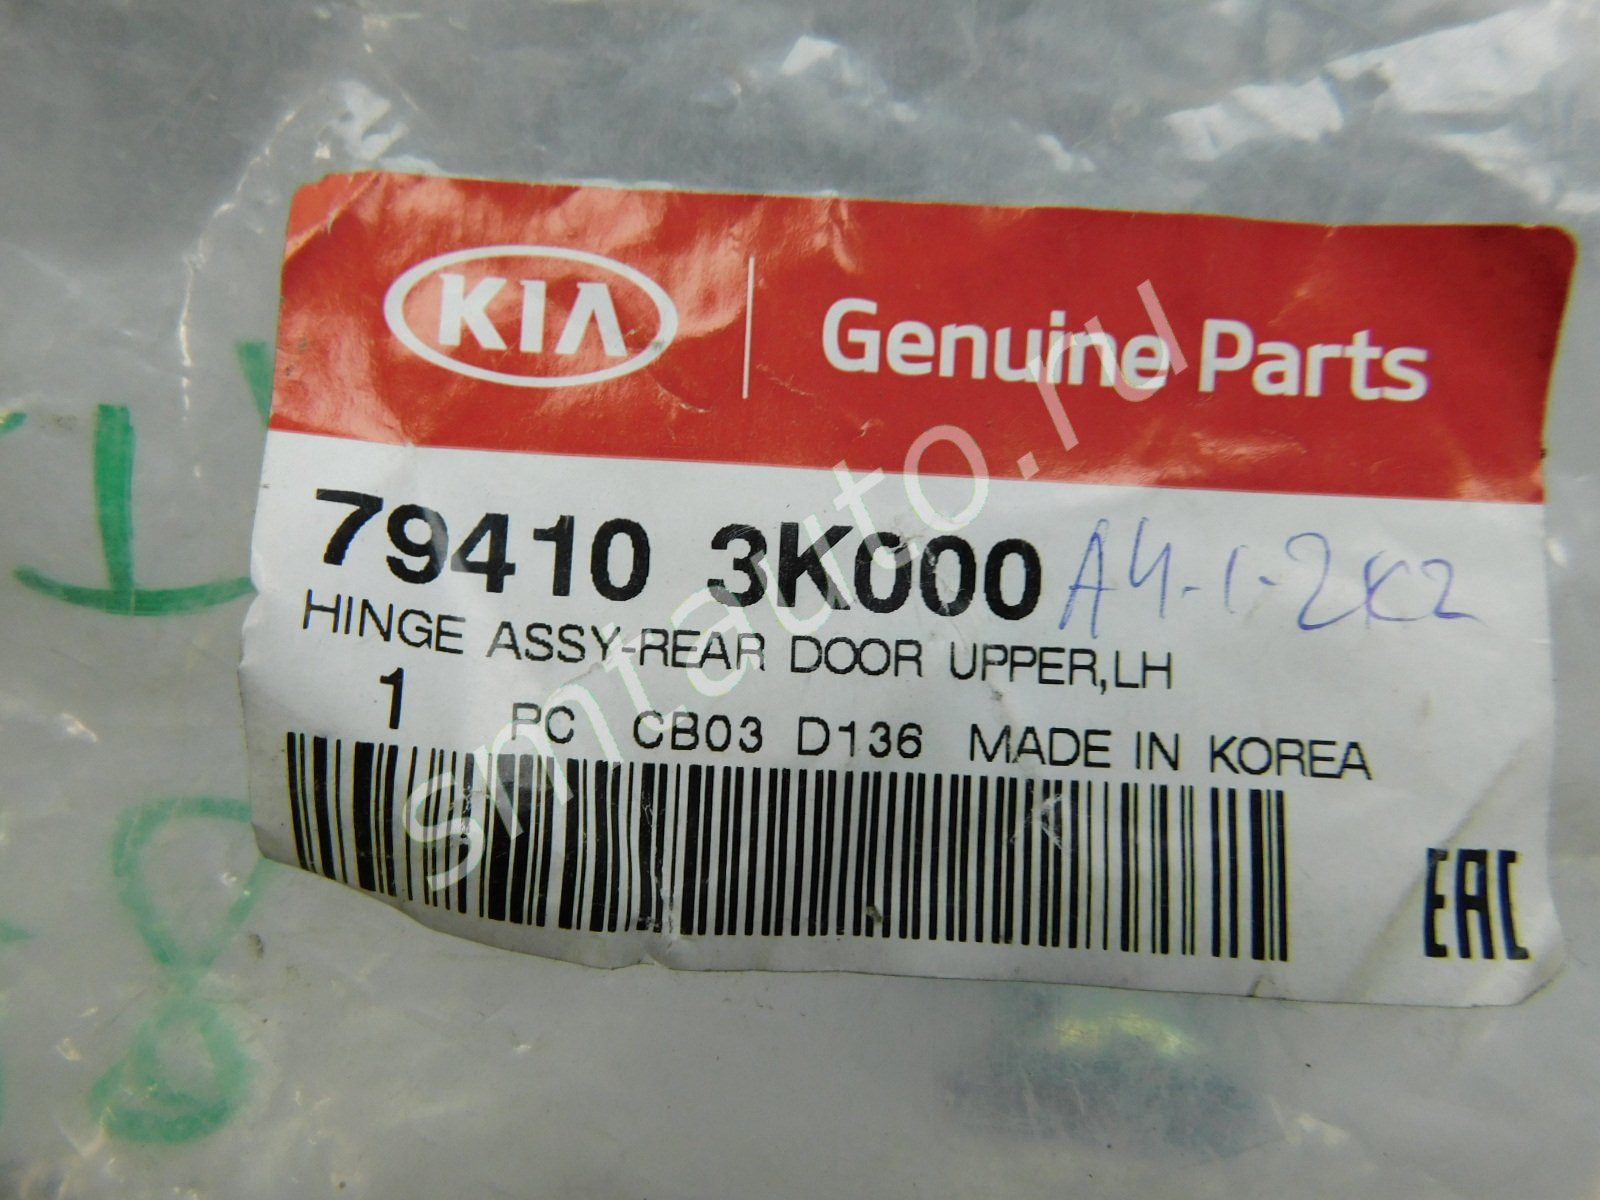 KIA Genuine Parts
79410 3K000 A4-1-2к2
HINGE ASSY-REAR DOOR UPPER,LH
1 PC CB03 D136 MADE IN KOREA
EAC
smtauto.ru